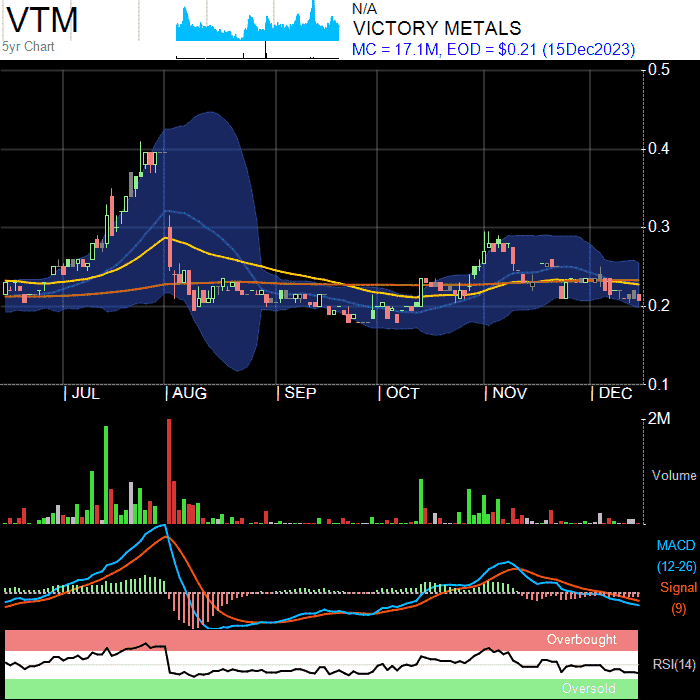 VTM
5yr Chart
N/A
VICTORY METALS
MC = 17.1M, EOD = $0.21 (15Dec2023)
0.5
0.4
0.3
0.2
0.1
| JUL | AUG | SEP | OCT | NOV | DEC
2M
Volume
MACD
(12-26)
Signal
(9)
Overbought
RSI(14)
Oversold